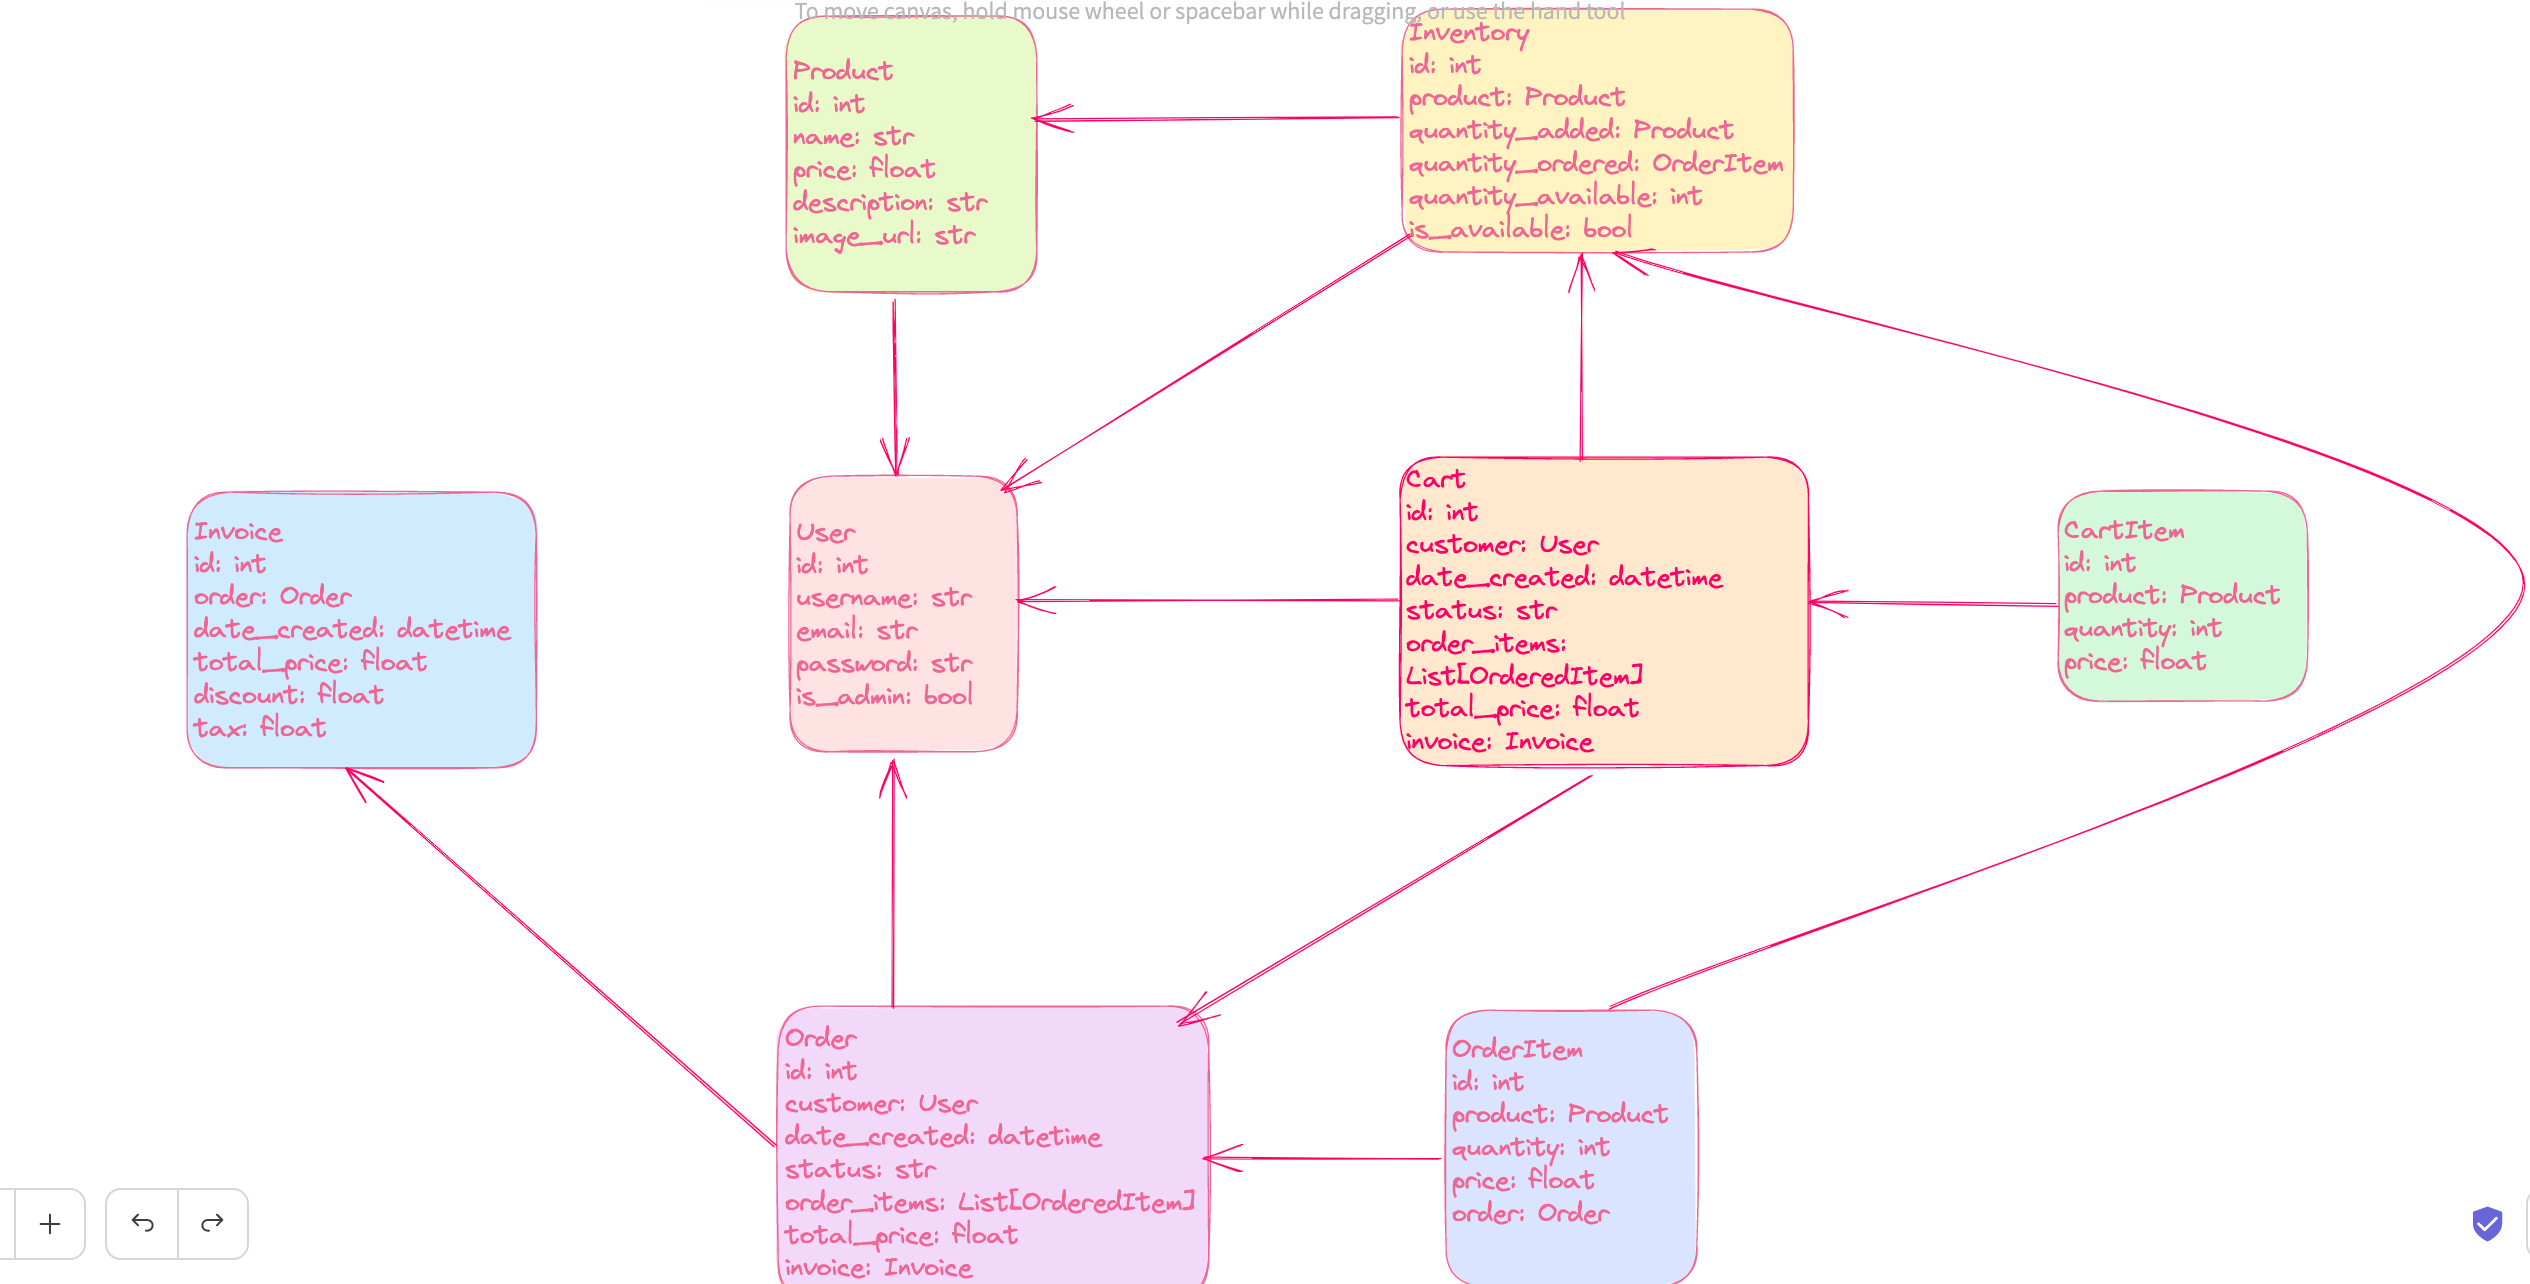 To move canvas, hold mouse wheel or spacebar while dragging, or use the hand tool
Product
id: int
name: str
price: float
description: str
image_url: str
Inventory
id: int
product: Product
quantity_added: Product
quantity_ordered: OrderItem
quantity_available: int
is_available: bool
Invoice
id: int
order: Order
date_created: datetime
total_price: float
discount: float
tax: float
User
id: int
username: str
email: str
password: str
is_admin: bool
Cart
id: int
customer: User
date_created: datetime
status: str
order_items:
List[OrderedItem]
total_price: float
invoice: Invoice
CartItem
id: int
product: Product
quantity: int
price: float
Order
id: int
customer: User
date_created: datetime
status: str
order_items: List[OrderedItem]
total_price: float
invoice: Invoice
OrderItem
id: int
product: Product
quantity: int
price: float
order: Order